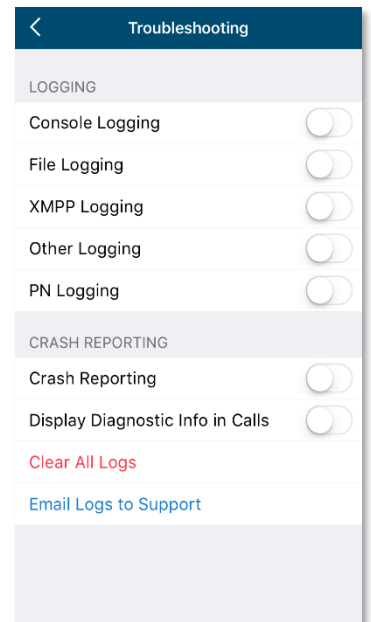 Troubleshooting
LOGGING
Console Logging
File Logging
XMPP Logging
Other Logging
PN Logging
CRASH REPORTING
Crash Reporting
Display Diagnostic Info in Calls
Clear All Logs
Email Logs to Support